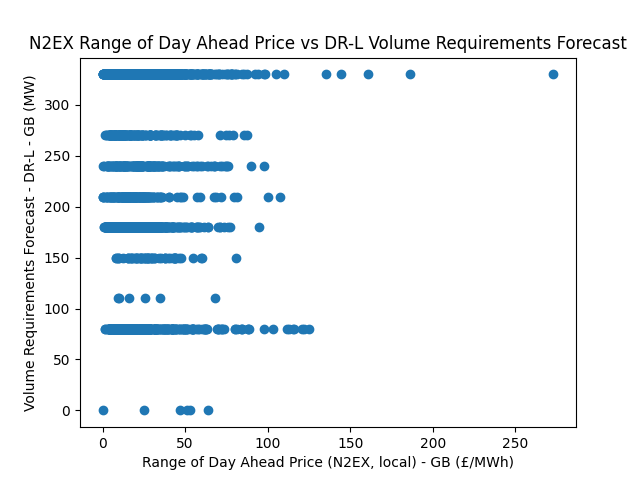 N2EX Range of Day Ahead Price vs DR-L Volume Requirements Forecast
Volume Requirements Forecast - DR-L - GB (MW)
300
250
200
150
100
50
0
0 50 100 150 200 250
Range of Day Ahead Price (N2EX, local) - GB (£/MWh)